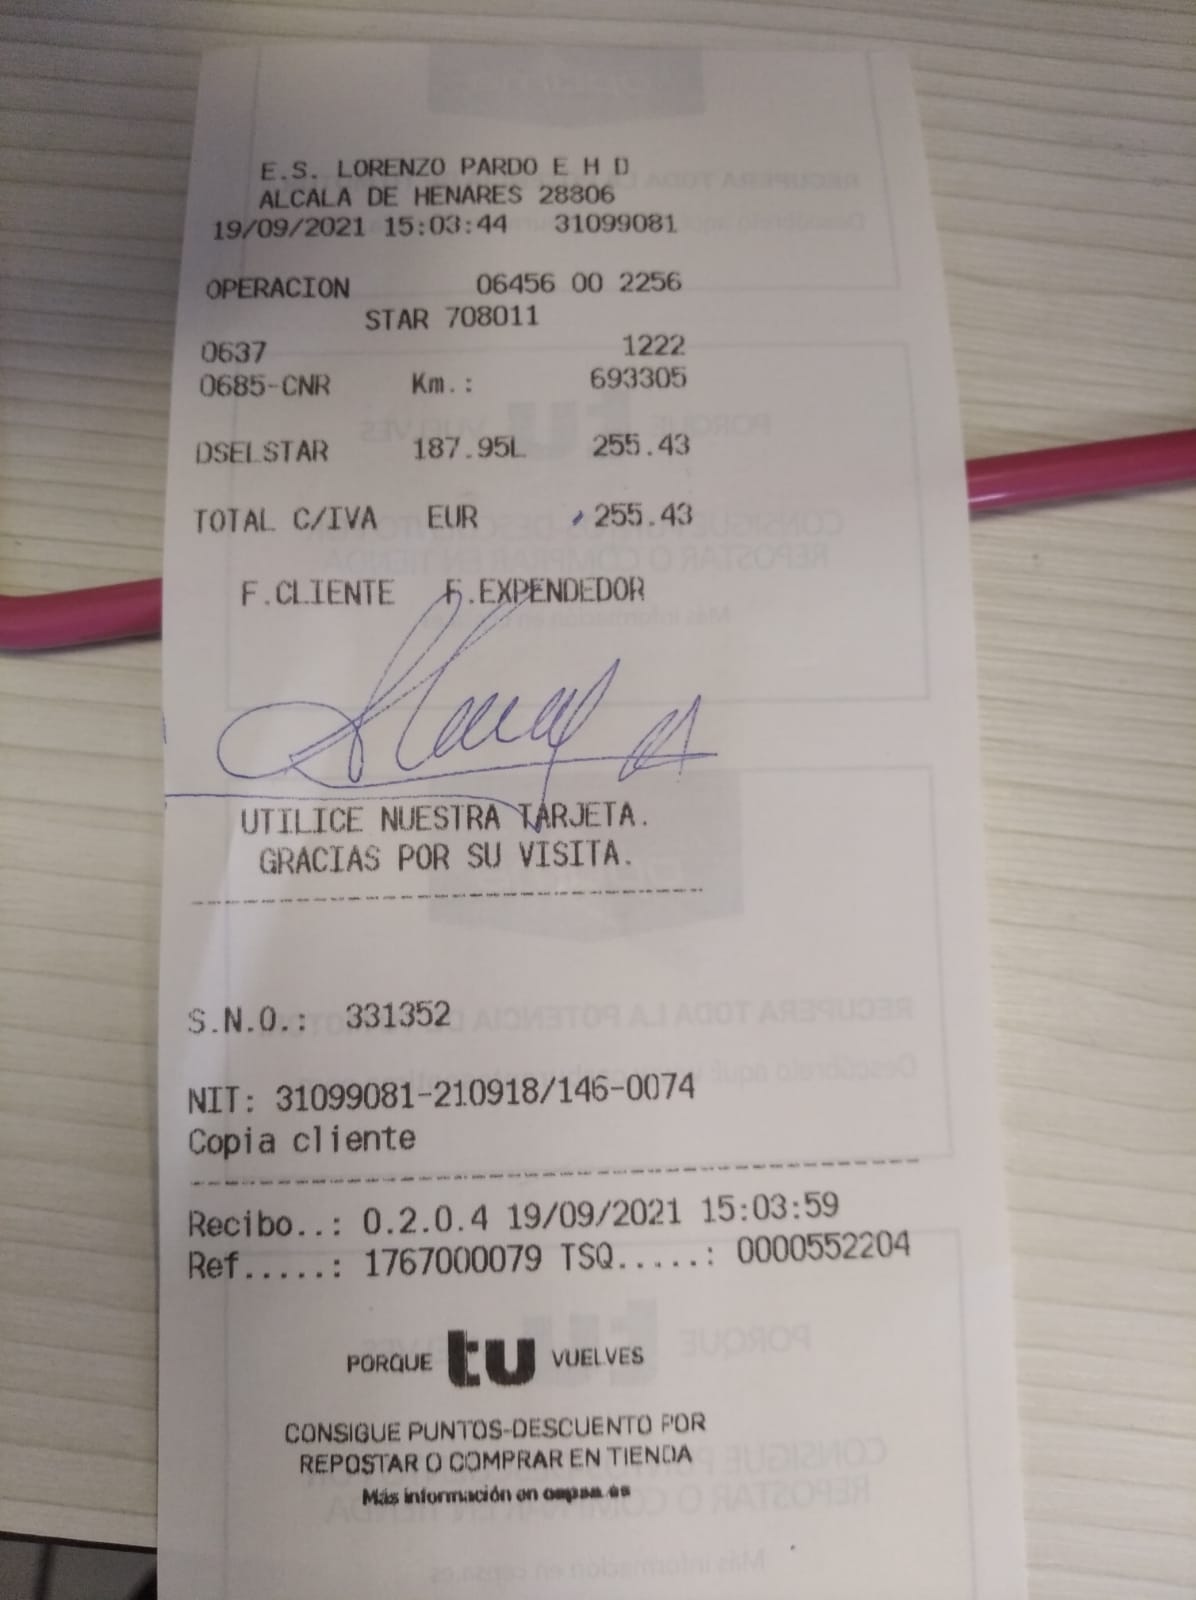 E.S. LORENZO PARDO E H D
ALCALA DE HENARES 28806
19/09/2021 15:03:44 31099081
OPERACION 06456 00 2256
STAR 708011
0637 1222
0685-CNR Km.: 693305
DSELSTAR 187.95L 255.43
TOTAL C/IVA EUR 255.43
F.CLIENTE F.EXPENDEDOR
UTILICE NUESTRA TARJETA.
GRACIAS POR SU VISITA.
S.N.O.: 331352
NIT: 31099081-210918/146-0074
Copia cliente
Recibo..: 0.2.0.4 19/09/2021 15:03:59
Ref.....: 1767000079 TSQ.....: 0000552204
PORQUE tu VUELVES
CONSIGUE PUNTOS-DESCUENTO POR
REPOSTAR O COMPRAR EN TIENDA
Más información en cepsa.es